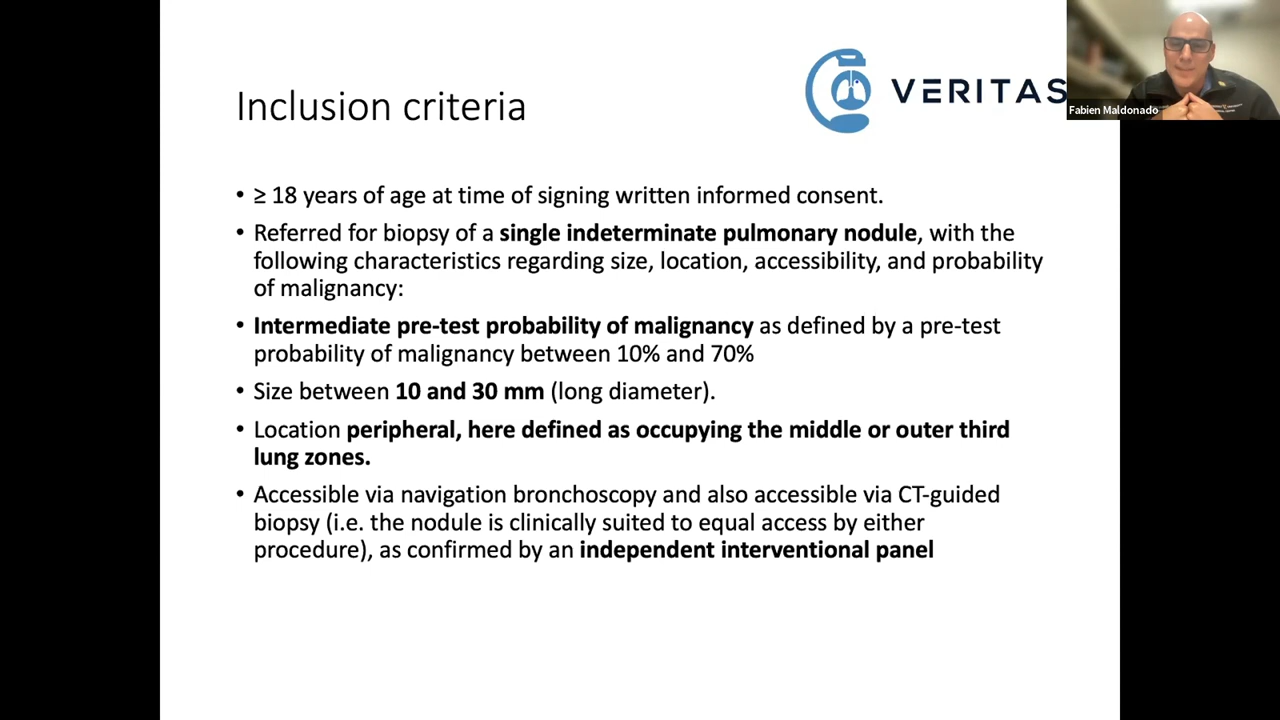 Inclusion criteria
VERITAS
Fabien Maldonado
• ≥ 18 years of age at time of signing written informed consent.
• Referred for biopsy of a single indeterminate pulmonary nodule, with the
following characteristics regarding size, location, accessibility, and probability
of malignancy:
• Intermediate pre-test probability of malignancy as defined by a pre-test
probability of malignancy between 10% and 70%
• Size between 10 and 30 mm (long diameter).
• Location peripheral, here defined as occupying the middle or outer third
lung zones.
• Accessible via navigation bronchoscopy and also accessible via CT-guided
biopsy (i.e. the nodule is clinically suited to equal access by either
procedure), as confirmed by an independent interventional panel